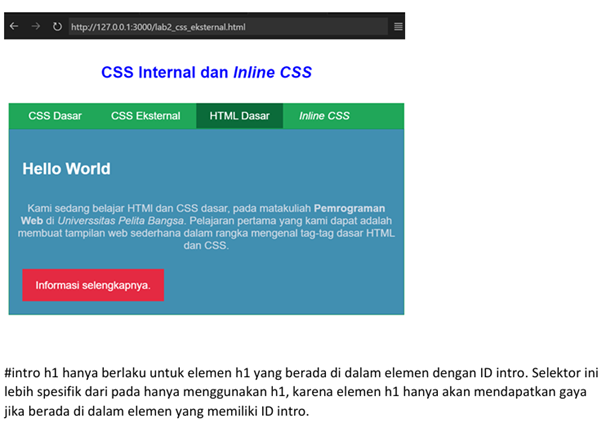 http://127.0.0.1:3000/lab2_css_eksternal.html
CSS Internal dan Inline CSS
CSS Dasar CSS Eksternal HTML Dasar Inline CSS
Hello World
Kami sedang belajar HTMl dan CSS dasar, pada matakuliah Pemrograman
Web di Universsitas Pelita Bangsa. Pelajaran pertama yang kami dapat adalah
membuat tampilan web sederhana dalam rangka mengenal tag-tag dasar HTML
dan CSS.
Informasi selengkapnya.
#intro h1 hanya berlaku untuk elemen h1 yang berada di dalam elemen dengan ID intro. Selektor ini
lebih spesifik dari pada hanya menggunakan h1, karena elemen h1 hanya akan mendapatkan gaya
jika berada di dalam elemen yang memiliki ID intro.